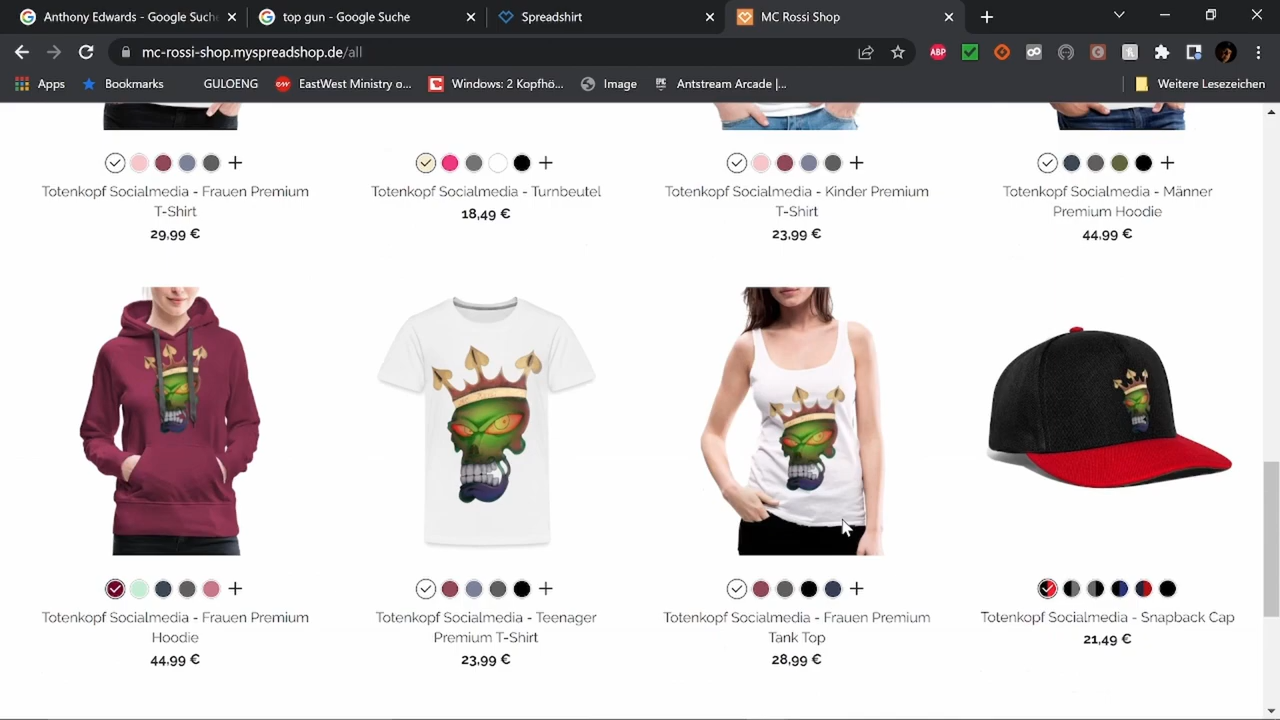 Anthony Edwards - Google Suche
top gun - Google Suche
Spreadshirt
MC Rossi Shop
mc-rossi-shop.myspreadshop.de/all
ABP
Apps
Bookmarks
GULOENG
EastWest Ministry o...
Windows: 2 Kopfhö...
Image
Antstream Arcade |...
Weitere Lesezeichen
Totenkopf Socialmedia - Frauen Premium
T-Shirt
29,99 €
Totenkopf Socialmedia - Turnbeutel
18,49 €
Totenkopf Socialmedia - Kinder Premium
T-Shirt
23,99 €
Totenkopf Socialmedia - Männer
Premium Hoodie
44,99 €
Totenkopf Socialmedia - Frauen Premium
Hoodie
44,99 €
Totenkopf Socialmedia - Teenager
Premium T-Shirt
23,99 €
Totenkopf Socialmedia - Frauen Premium
Tank Top
28,99 €
Totenkopf Socialmedia - Snapback Cap
21,49 €